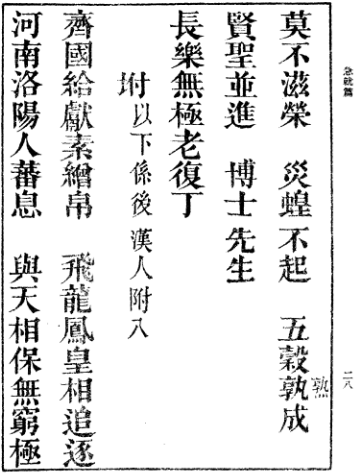 急就篇
二八
莫不滋榮 災蝗不起 五穀孰成
熟
賢聖並進 博士先生
長樂無極老復丁
坿以下係後漢人附入
齊國給獻素繒帛 飛龍鳳皇相追逐
河南洛陽人蕃息 與天相保無窮極